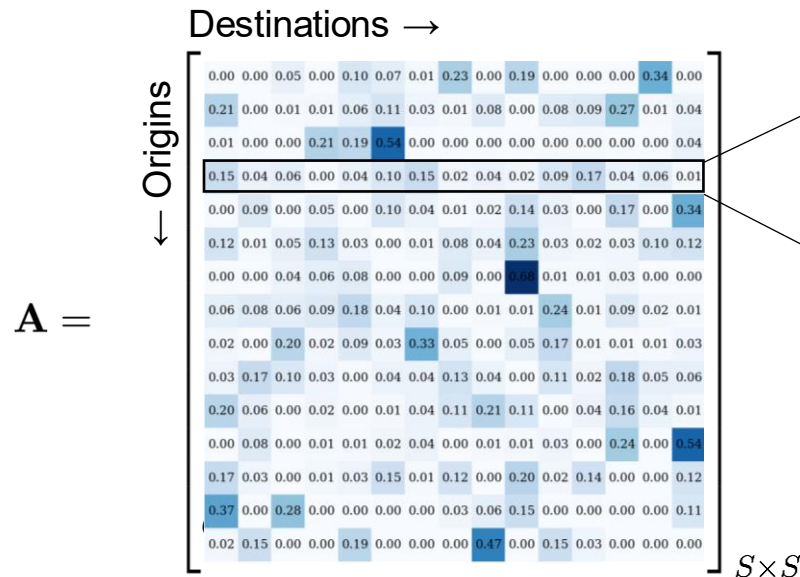 Destinations →
← Origins
A =
0.00 0.00 0.05 0.00 0.10 0.07 0.01 0.23 0.00 0.19 0.00 0.00 0.00 0.34 0.00
0.21 0.00 0.01 0.01 0.06 0.11 0.03 0.01 0.08 0.00 0.08 0.09 0.27 0.01 0.04
0.01 0.00 0.00 0.21 0.19 0.54 0.00 0.00 0.00 0.00 0.00 0.00 0.00 0.00 0.04
0.15 0.04 0.06 0.00 0.04 0.10 0.15 0.02 0.04 0.02 0.09 0.17 0.04 0.06 0.01
0.00 0.09 0.00 0.05 0.00 0.10 0.04 0.01 0.02 0.14 0.03 0.00 0.17 0.00 0.34
0.12 0.01 0.05 0.13 0.03 0.00 0.01 0.08 0.04 0.23 0.03 0.02 0.03 0.10 0.12
0.00 0.00 0.04 0.06 0.08 0.00 0.00 0.09 0.00 0.68 0.01 0.01 0.03 0.00 0.00
0.06 0.08 0.06 0.09 0.18 0.04 0.10 0.00 0.01 0.01 0.24 0.01 0.09 0.02 0.01
0.02 0.00 0.20 0.02 0.09 0.03 0.33 0.05 0.00 0.05 0.17 0.01 0.01 0.01 0.03
0.03 0.17 0.10 0.03 0.00 0.04 0.04 0.13 0.04 0.00 0.11 0.02 0.18 0.05 0.06
0.20 0.06 0.00 0.02 0.00 0.01 0.04 0.11 0.21 0.11 0.00 0.04 0.16 0.04 0.01
0.00 0.08 0.00 0.01 0.01 0.02 0.04 0.00 0.01 0.01 0.03 0.00 0.24 0.00 0.54
0.17 0.03 0.00 0.01 0.03 0.15 0.01 0.12 0.00 0.20 0.02 0.14 0.00 0.00 0.12
0.37 0.00 0.28 0.00 0.00 0.00 0.00 0.03 0.06 0.15 0.00 0.00 0.00 0.00 0.11
0.02 0.15 0.00 0.00 0.19 0.00 0.00 0.00 0.47 0.00 0.15 0.03 0.00 0.00 0.00
S×S